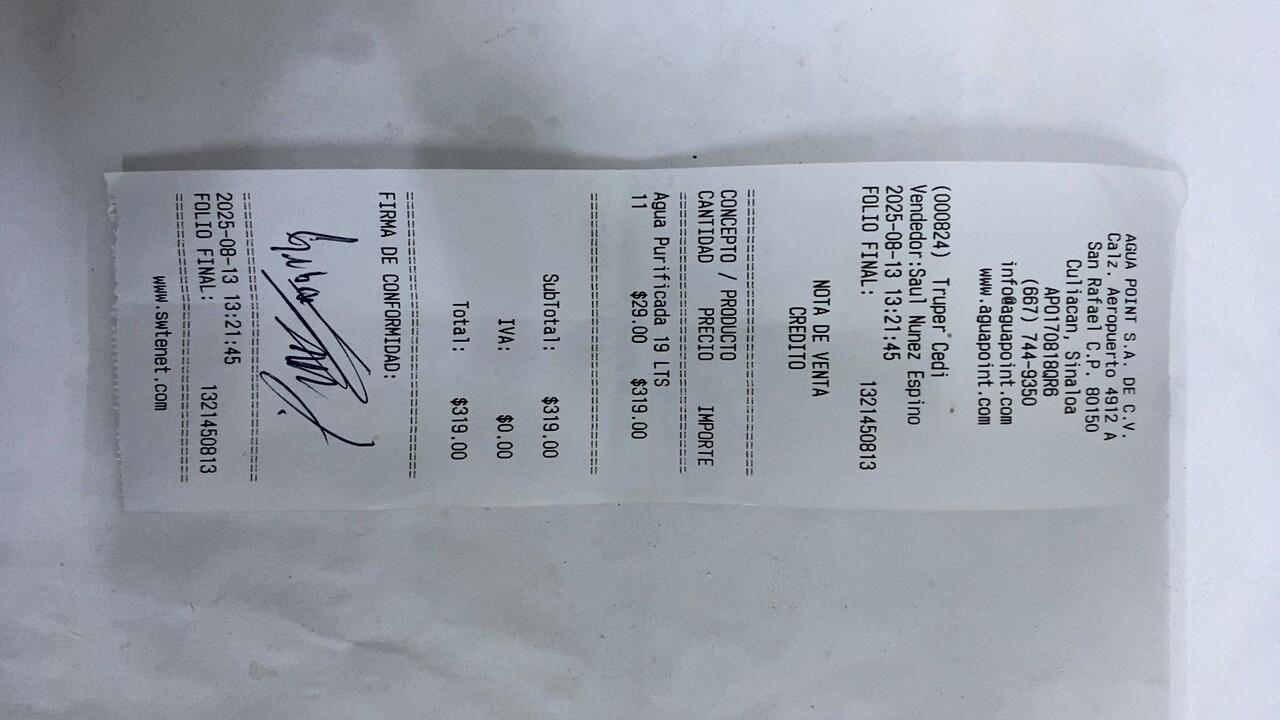 AGUA POINT S.A. DE C.V.
Calz. Aeropuerto 4912 A
San Rafael C.P. 80150
Culiacan, Sinaloa
APO170818QR6
(667) 744-9350
info@aguapoint.com
www.aguapoint.com
(000824) Truper Cedi
Vendedor:Saul Nunez Espino
2025-08-13 13:21:45
FOLIO FINAL: 1321450813
NOTA DE VENTA
CREDITO
CONCEPTO / PRODUCTO
CANTIDAD PRECIO IMPORTE
Agua Purificada 19 LTS
11 $29.00 $319.00
SubTotal: $319.00
IVA: $0.00
Total: $319.00
FIRMA DE CONFORMIDAD:
2025-08-13 13:21:45
FOLIO FINAL: 1321450813
www.swtenet.com